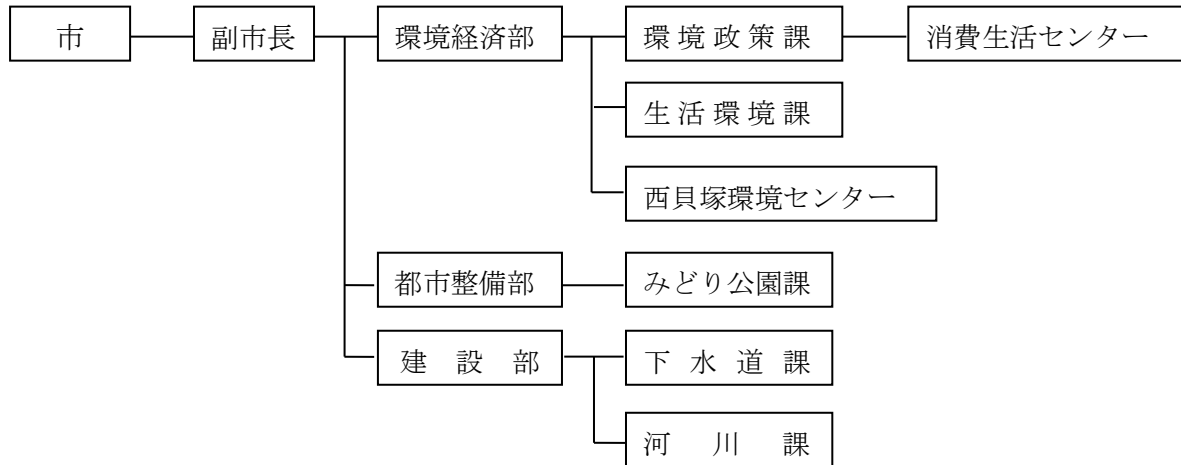 市 副市長 環境経済部 環境政策課 消費生活センター
生活環境課
西貝塚環境センター
都市整備部 みどり公園課
建設部 下水道課
河川課